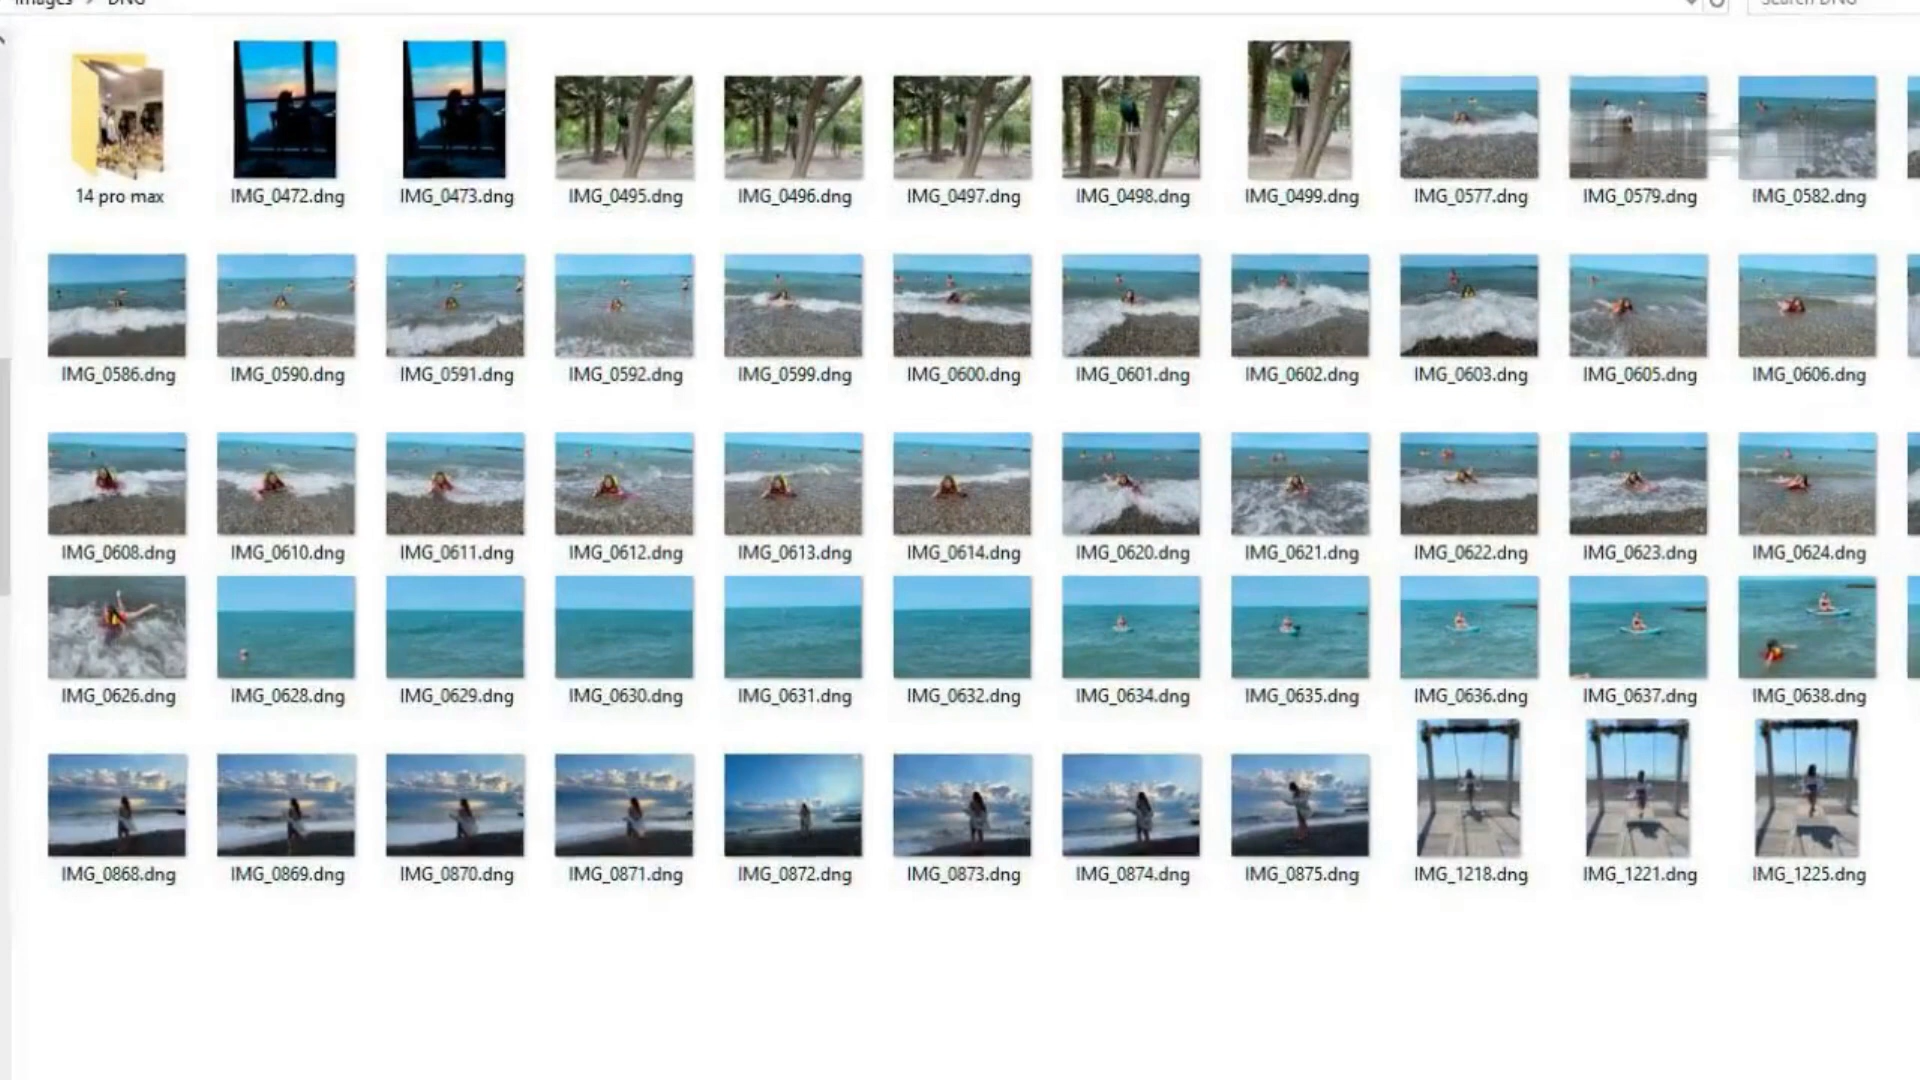 Images > DNG
Search DNG
14 pro max IMG_0472.dng IMG_0473.dng IMG_0495.dng IMG_0496.dng IMG_0497.dng IMG_0498.dng IMG_0499.dng IMG_0577.dng IMG_0579.dng IMG_0582.dng
IMG_0586.dng IMG_0590.dng IMG_0591.dng IMG_0592.dng IMG_0599.dng IMG_0600.dng IMG_0601.dng IMG_0602.dng IMG_0603.dng IMG_0605.dng IMG_0606.dng
IMG_0608.dng IMG_0610.dng IMG_0611.dng IMG_0612.dng IMG_0613.dng IMG_0614.dng IMG_0620.dng IMG_0621.dng IMG_0622.dng IMG_0623.dng IMG_0624.dng
IMG_0626.dng IMG_0628.dng IMG_0629.dng IMG_0630.dng IMG_0631.dng IMG_0632.dng IMG_0634.dng IMG_0635.dng IMG_0636.dng IMG_0637.dng IMG_0638.dng
IMG_0868.dng IMG_0869.dng IMG_0870.dng IMG_0871.dng IMG_0872.dng IMG_0873.dng IMG_0874.dng IMG_0875.dng IMG_1218.dng IMG_1221.dng IMG_1225.dng